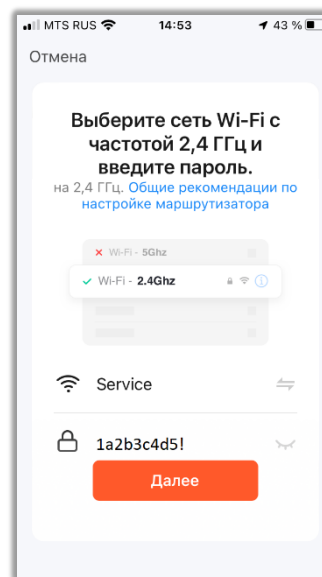 MTS RUS 14:53 43 %
Отмена
Выберите сеть Wi-Fi с
частотой 2,4 ГГц и
введите пароль.
на 2,4 ГГц. Общие рекомендации по
настройке маршрутизатора
Wi-Fi - 5Ghz
Wi-Fi - 2.4Ghz
Service
1a2b3c4d5!
Далее